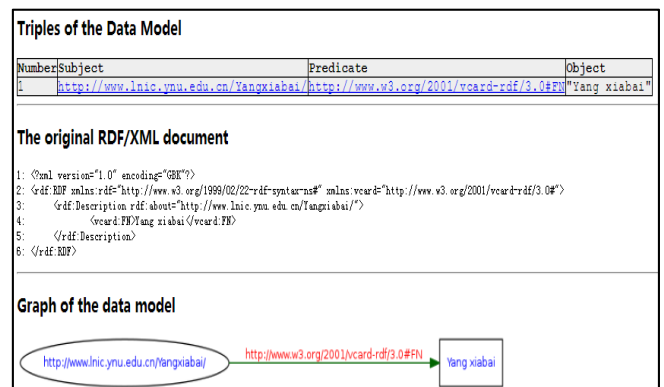 Triples of the Data Model
Number Subject Predicate Object
1 http://www.lnic.ynu.edu.cn/Yangxiabai/ http://www.w3.org/2001/vcard-rdf/3.0#FN "Yang xiabai"
The original RDF/XML document
1: <?xml version="1.0" encoding="GBK"?>
2: <rdf:RDF xmlns:rdf="http://www.w3.org/1999/02/22-rdf-syntax-ns#" xmlns:vcard="http://www.w3.org/2001/vcard-rdf/3.0#">
3: <rdf:Description rdf:about="http://www.lnic.ynu.edu.cn/Yangxiabai/">
4: <vcard:FN>Yang xiabai</vcard:FN>
5: </rdf:Description>
6: </rdf:RDF>
Graph of the data model
http://www.lnic.ynu.edu.cn/Yangxiabai/ http://www.w3.org/2001/vcard-rdf/3.0#FN Yang xiabai